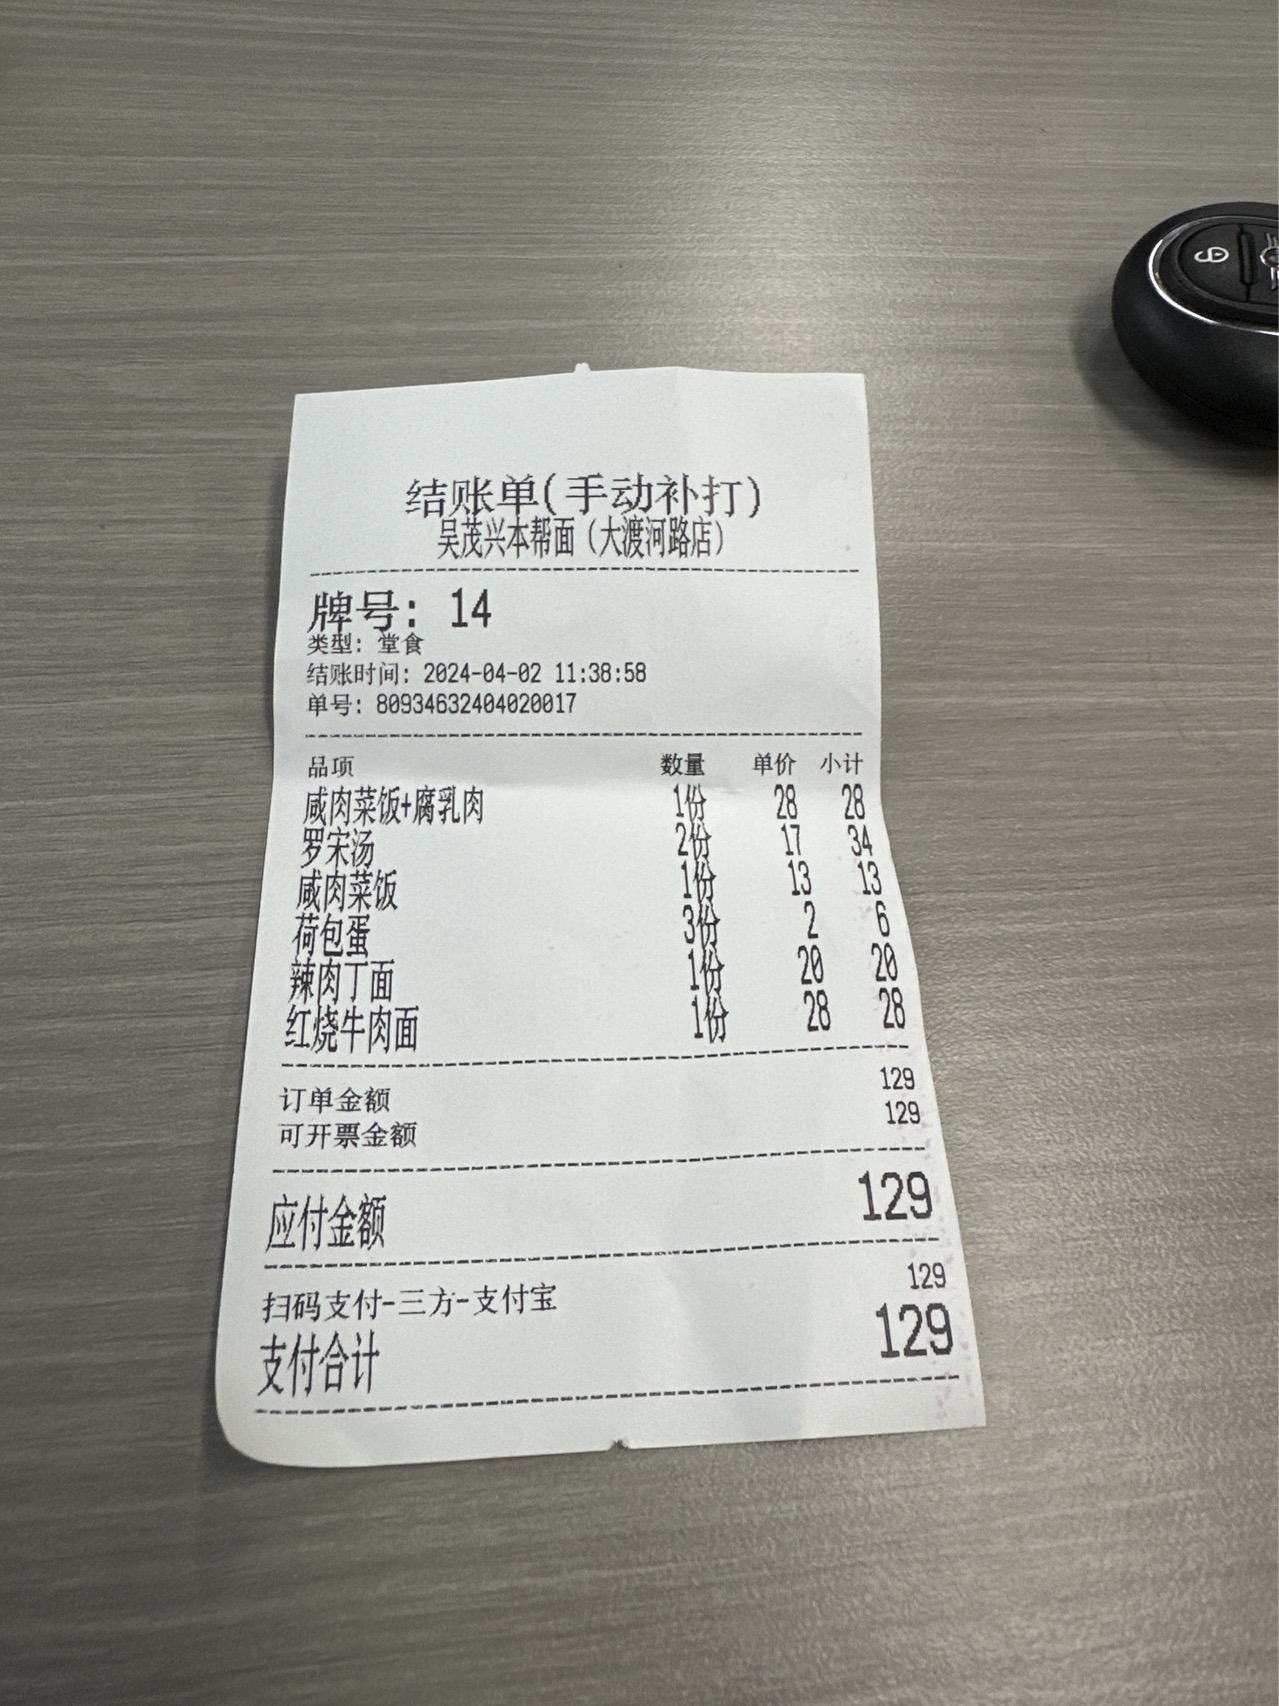 结账单(手动补打)
吴茂兴本帮面（大渡河路店）
牌号: 14
类型: 堂食
结账时间: 2024-04-02 11:38:58
单号: 80934632404020017
品项 数量 单价 小计
咸肉菜饭+腐乳肉 1份 28 28
罗宋汤 2份 17 34
咸肉菜饭 1份 13 13
荷包蛋 3份 2 6
辣肉丁面 1份 20 20
红烧牛肉面 1份 28 28
订单金额 129
可开票金额 129
应付金额 129
扫码支付-三方-支付宝 129
支付合计 129